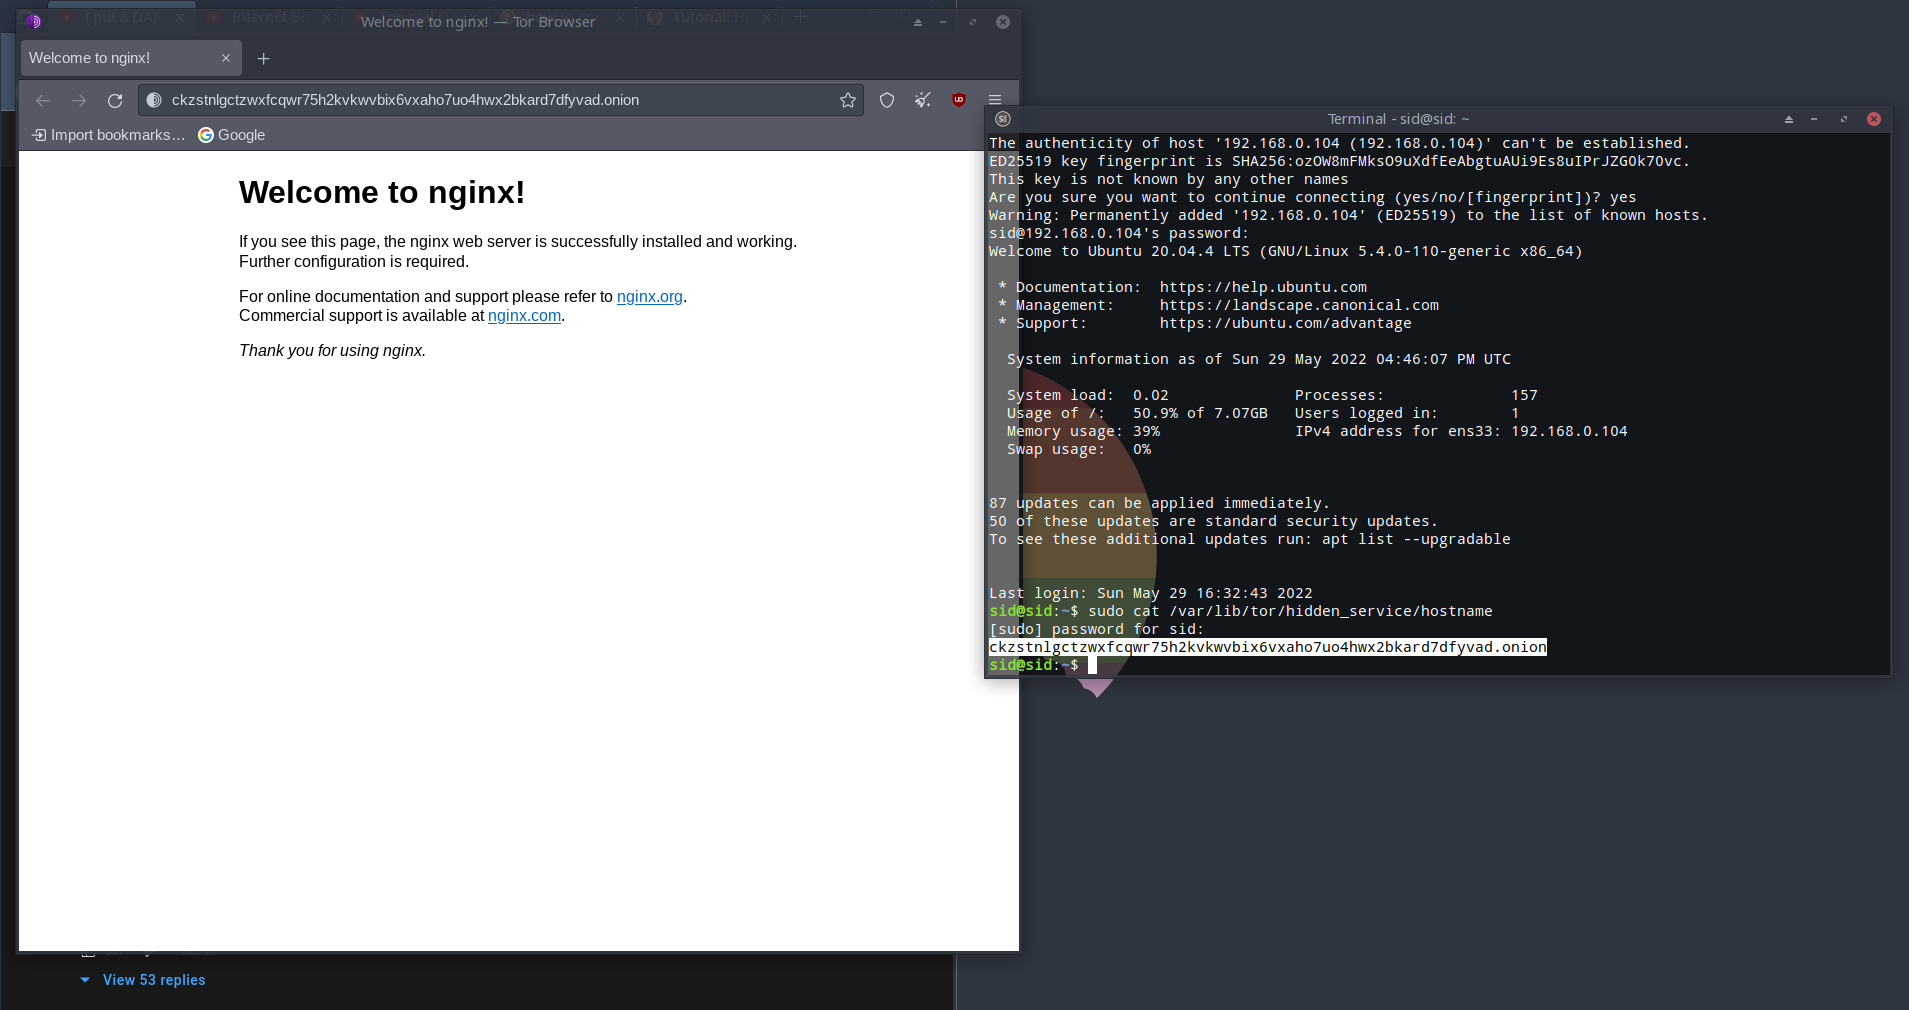 I put a DA
Internet B
Tutorial: H
Welcome to nginx! — Tor Browser
Welcome to nginx!
ckzstnlgctzwxfcqwr75h2kvkwvbix6vxaho7uo4hwx2bkard7dfyvad.onion
Import bookmarks…
Google
Welcome to nginx!
If you see this page, the nginx web server is successfully installed and working.
Further configuration is required.
For online documentation and support please refer to nginx.org.
Commercial support is available at nginx.com.
Thank you for using nginx.
View 53 replies
Terminal - sid@sid: ~
The authenticity of host '192.168.0.104 (192.168.0.104)' can't be established.
ED25519 key fingerprint is SHA256:ozOW8mFMksO9uXdfEeAbgtuAUi9Es8uIPrJZG0k70vc.
This key is not known by any other names
Are you sure you want to continue connecting (yes/no/[fingerprint])? yes
Warning: Permanently added '192.168.0.104' (ED25519) to the list of known hosts.
sid@192.168.0.104's password:
Welcome to Ubuntu 20.04.4 LTS (GNU/Linux 5.4.0-110-generic x86_64)
* Documentation:  https://help.ubuntu.com
* Management:     https://landscape.canonical.com
* Support:        https://ubuntu.com/advantage
System information as of Sun 29 May 2022 04:46:07 PM UTC
System load:  0.02              Processes:              157
Usage of /:   50.9% of 7.07GB   Users logged in:        1
Memory usage: 39%               IPv4 address for ens33: 192.168.0.104
Swap usage:   0%
87 updates can be applied immediately.
50 of these updates are standard security updates.
To see these additional updates run: apt list --upgradable
Last login: Sun May 29 16:32:43 2022
sid@sid:~$ sudo cat /var/lib/tor/hidden_service/hostname
[sudo] password for sid:
ckzstnlgctzwxfcqwr75h2kvkwvbix6vxaho7uo4hwx2bkard7dfyvad.onion
sid@sid:~$